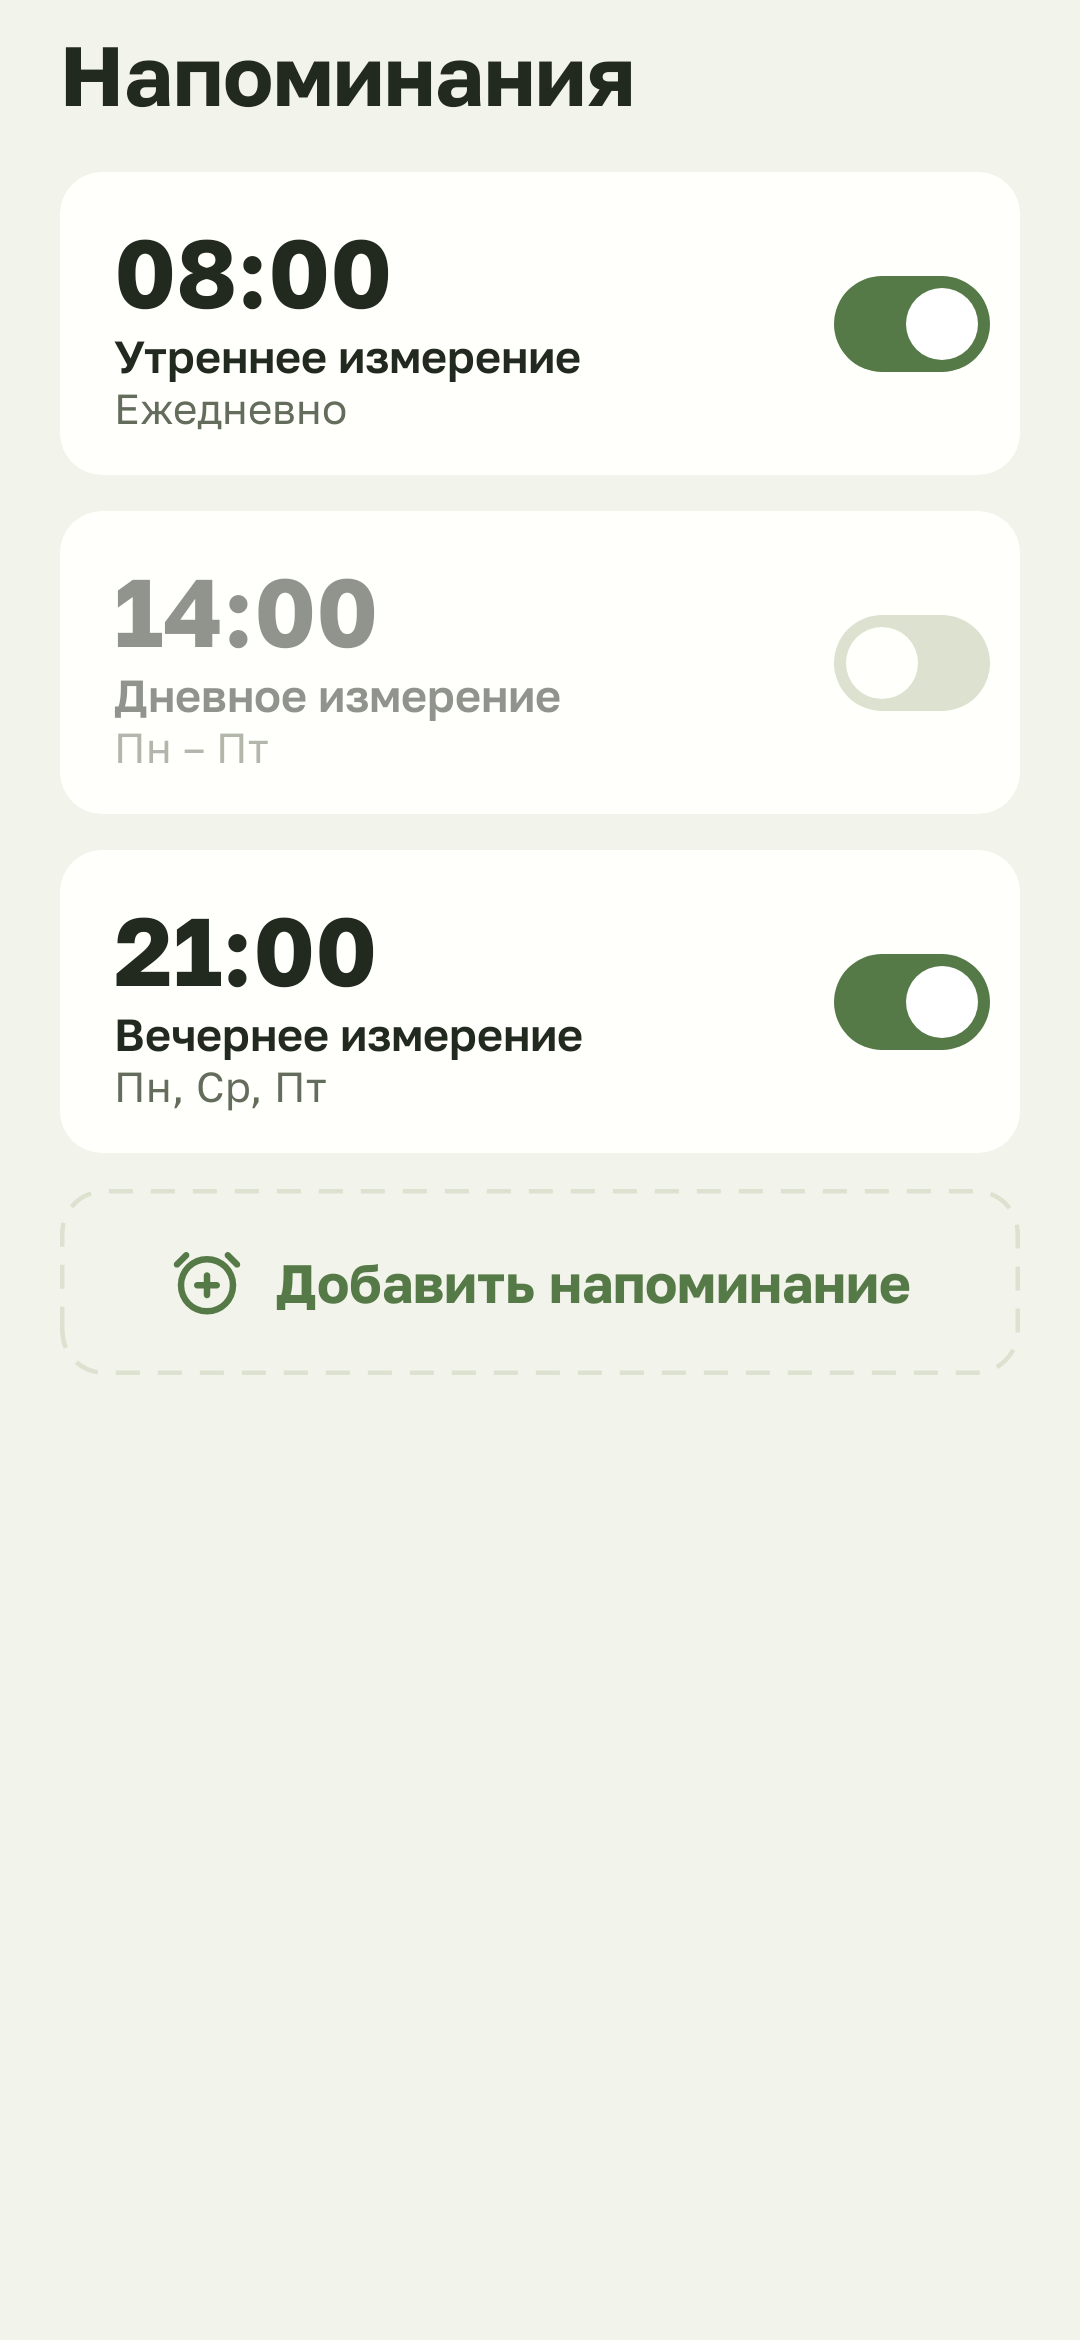 Напоминания
08:00
Утреннее измерение
Ежедневно
14:00
Дневное измерение
Пн – Пт
21:00
Вечернее измерение
Пн, Ср, Пт
Добавить напоминание